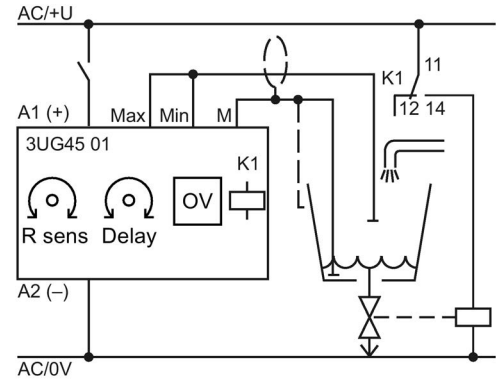 AC/+U
K1
11
12 14
A1 (+)
Max
Min
M
3UG45 01
K1
OV
R sens
Delay
A2 (–)
AC/0V